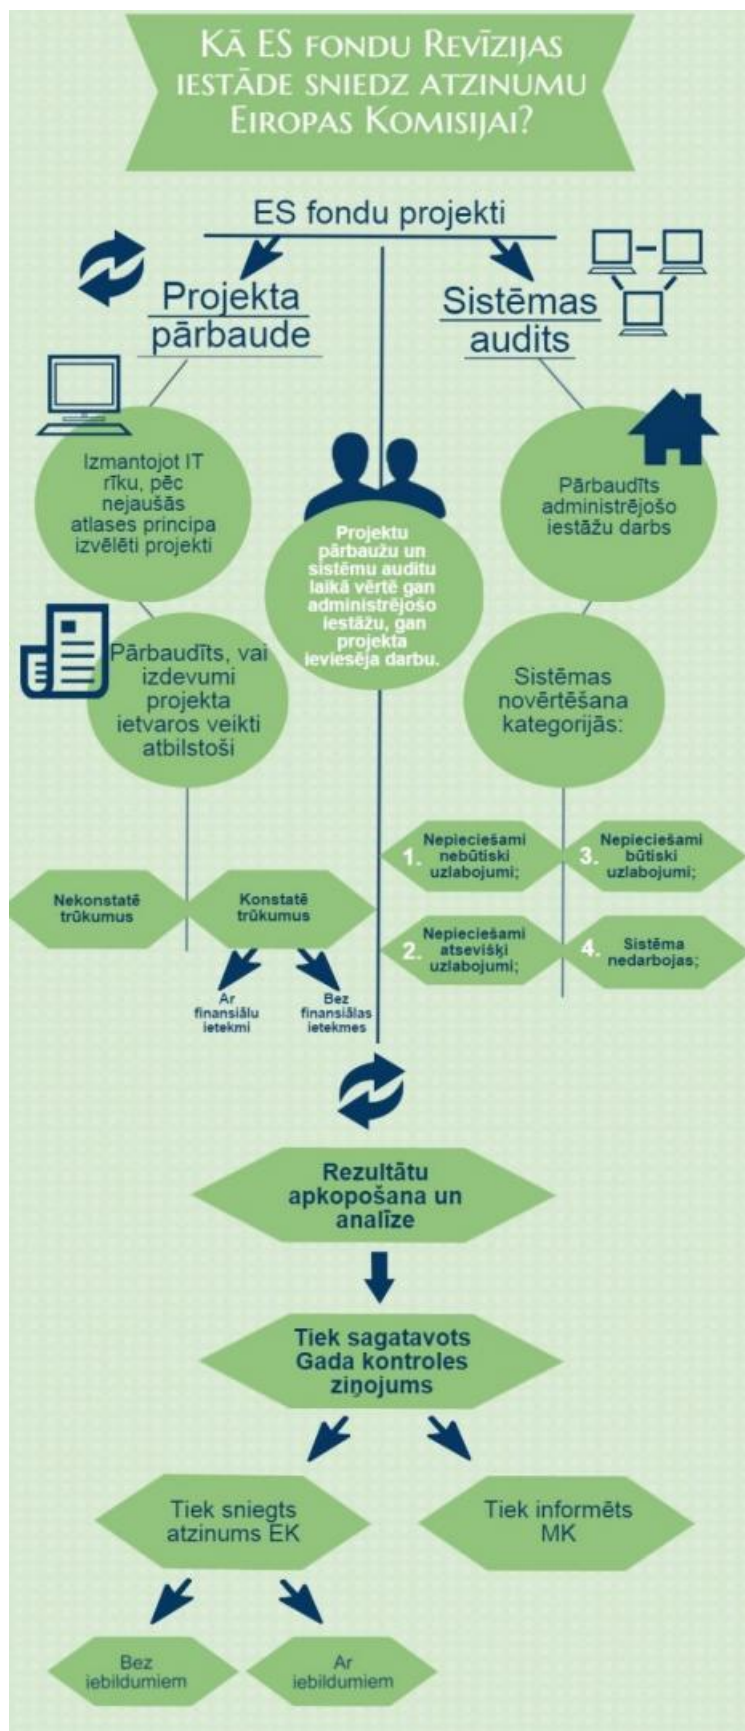 Kā ES fondu Revīzijas
iestāde sniedz atzinumu
Eiropas Komisijai?
ES fondu projekti
Projekta
pārbaude
Sistēmas
audits
Izmantojot IT
rīku, pēc
nejaušās
atlases principa
izvēlēti projekti
Pārbaudīts
administrējošo
iestāžu darbs
Projektu
pārbaužu un
sistēmu auditu
laikā vērtē gan
administrējošo
iestāžu, gan
projekta
ieviesēja darbu.
Pārbaudīts, vai
izdevumi
projekta
ietvaros veikti
atbilstoši
Sistēmas
novērtēšana
kategorijās:
1. Nepieciešami
nebūtiski
uzlabojumi;
3. Nepieciešami
būtiski
uzlabojumi;
Nekonstatē
trūkumus
Konstatē
trūkumus
2. Nepieciešami
atsevišķi
uzlabojumi;
4. Sistēma
nedarbojas;
Ar
finansiālu
ietekmi
Bez
finansiālas
ietekmes
Rezultātu
apkopošana un
analīze
Tiek sagatavots
Gada kontroles
ziņojums
Tiek sniegts
atzinums EK
Tiek informēts
MK
Bez
iebildumiem
Ar
iebildumiem